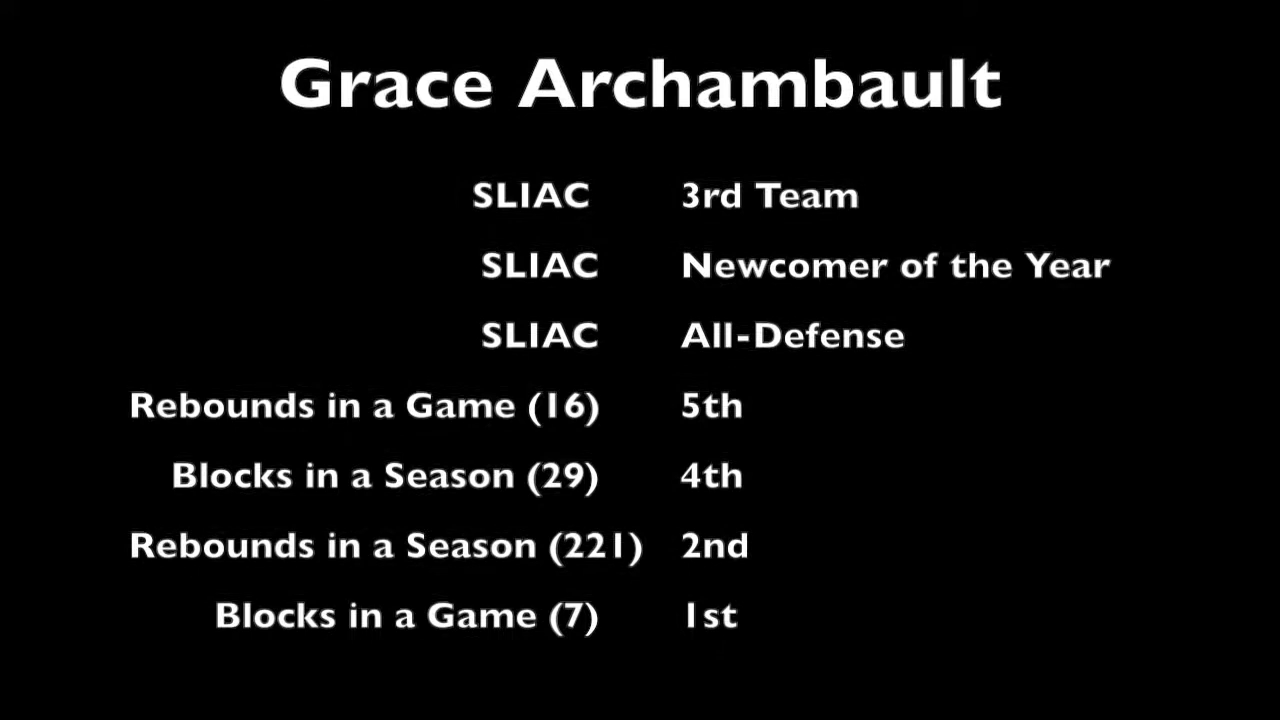 Grace Archambault
SLIAC 3rd Team
SLIAC Newcomer of the Year
SLIAC All-Defense
Rebounds in a Game (16) 5th
Blocks in a Season (29) 4th
Rebounds in a Season (221) 2nd
Blocks in a Game (7) 1st